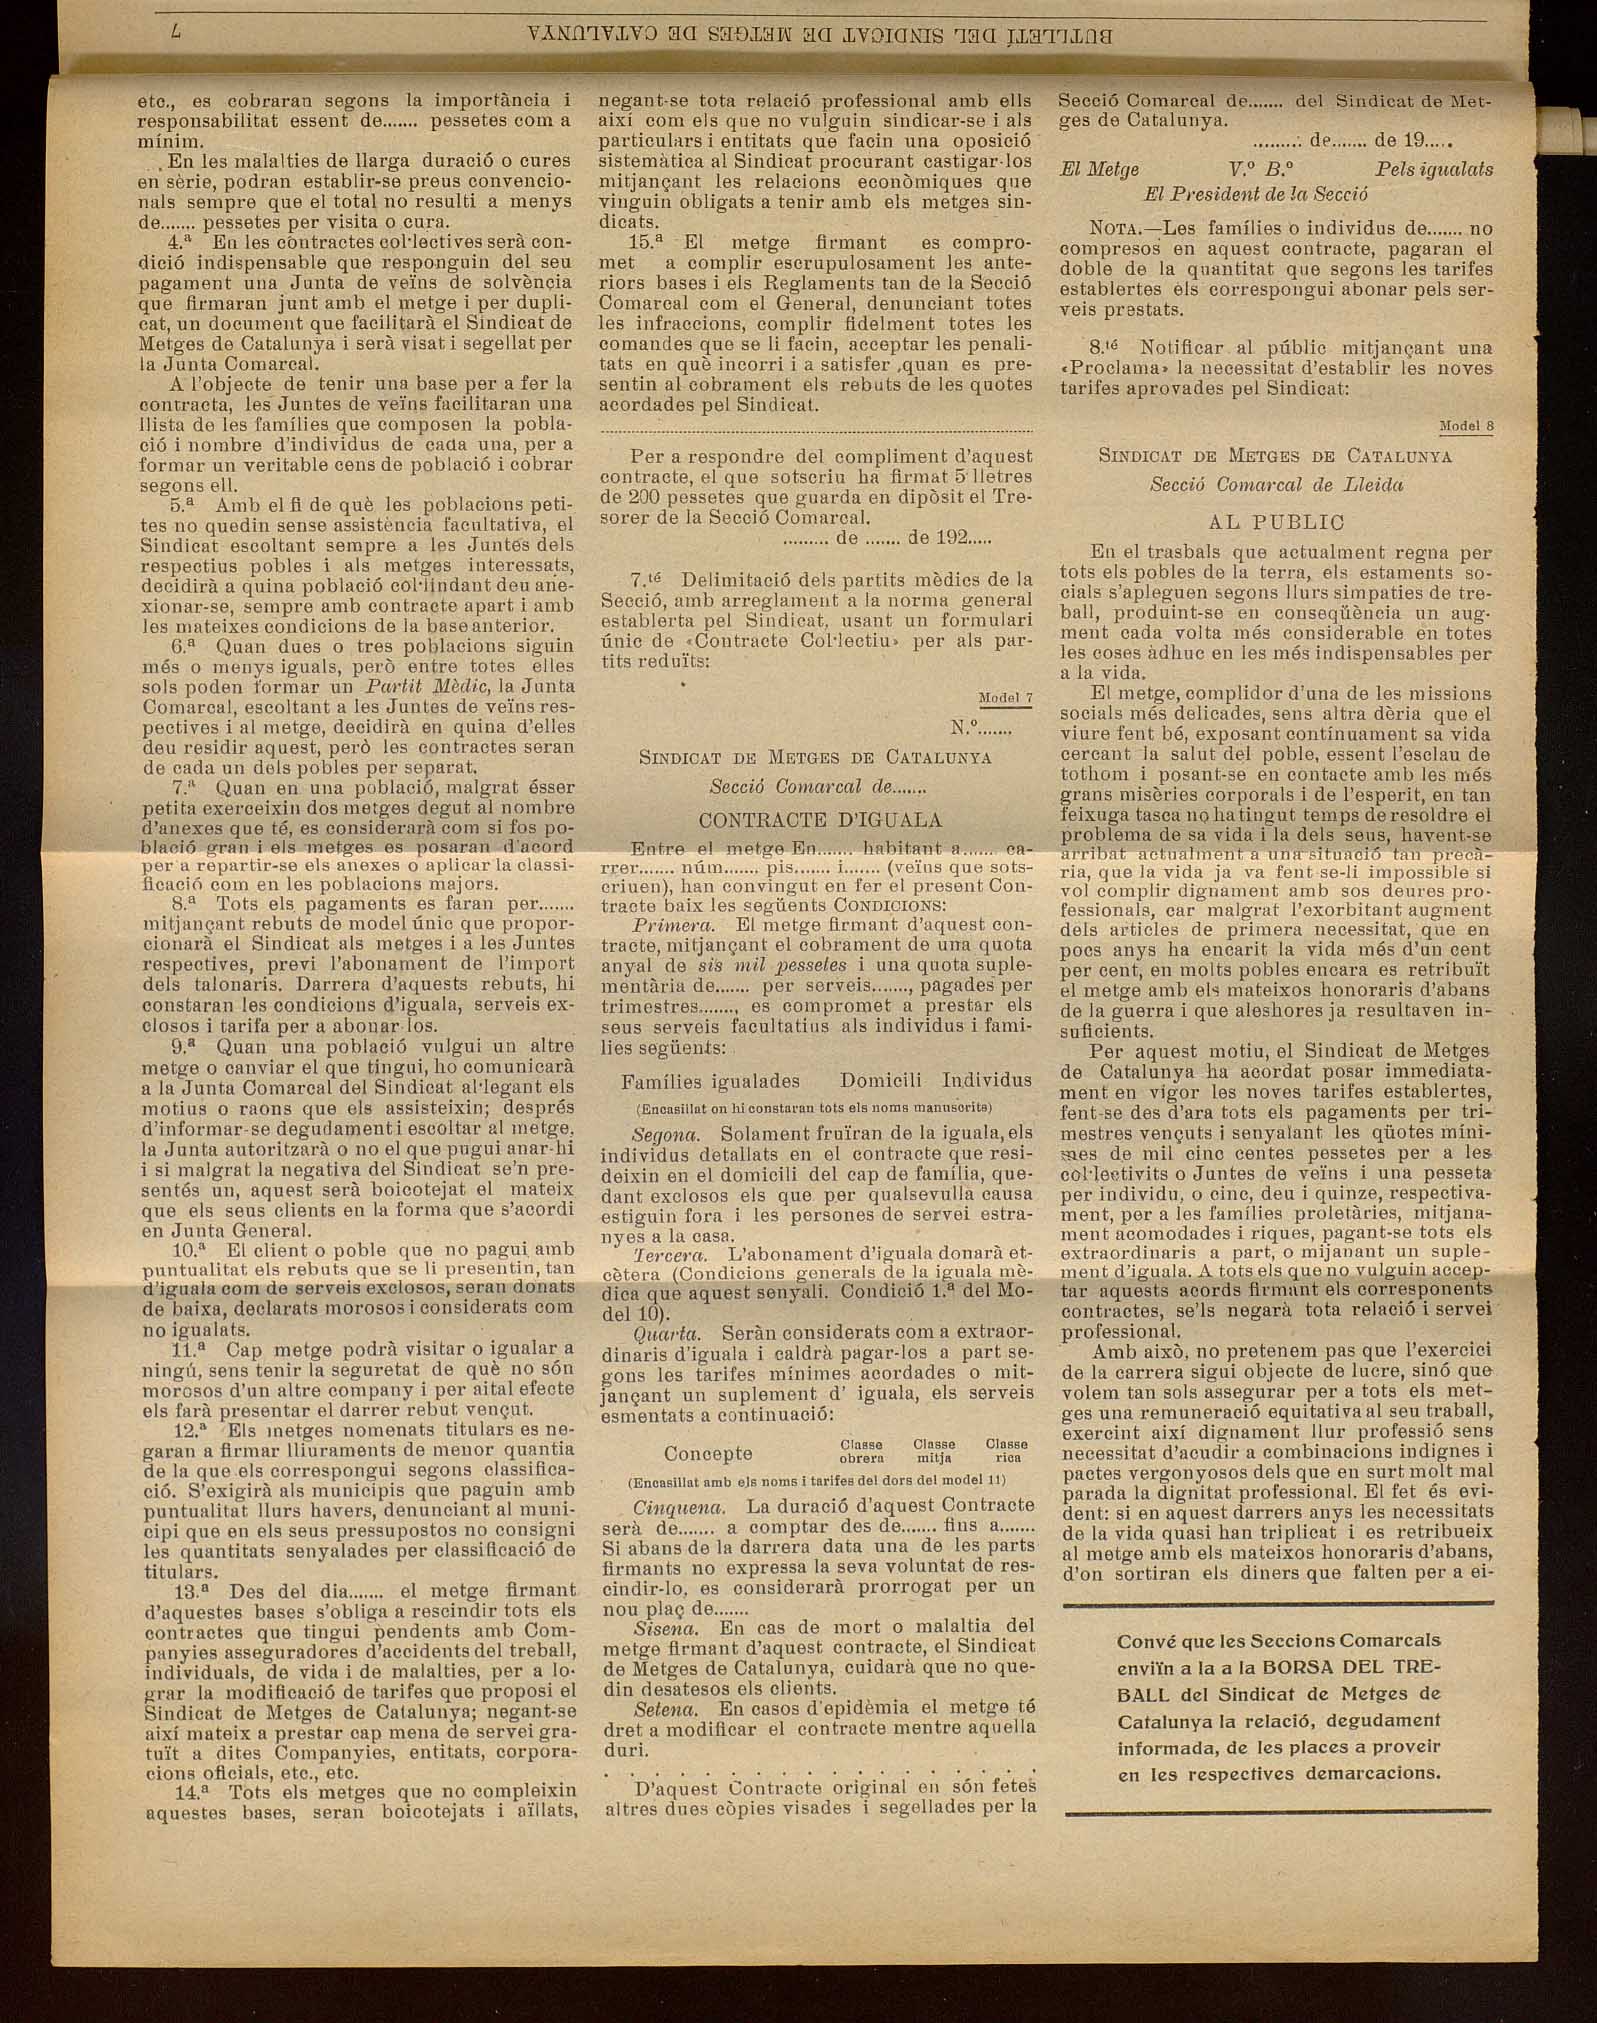 BUTLLETÍ DEL SINDICAT DE METGES DE CATALUNYA 7
etc., es cobraran segons la importància i
responsabilitat essent de....... pessetes com a
mínim.
En les malalties de llarga duració o cures
en sèrie, podran establir-se preus convencio-
nals sempre que el total no resulti a menys
de....... pessetes per visita o cura.
4.ª En les contractes col·lectives serà con-
dició indispensable que responguin del seu
pagament una Junta de veïns de solvència
que firmaran junt amb el metge i per dupli-
cat, un document que facilitarà el Sindicat de
Metges de Catalunya i serà visat i segellat per
la Junta Comarcal.
A l'objecte de tenir una base per a fer la
contracta, les Juntes de veïns facilitaran una
llista de les famílies que composen la pobla-
ció i nombre d'individus de cada una, per a
formar un veritable cens de població i cobrar
segons ell.
5.ª Amb el fi de què les poblacions peti-
tes no quedin sense assistència facultativa, el
Sindicat escoltant sempre a les Juntes dels
respectius pobles i als metges interessats,
decidirà a quina població col·lindant deu ane-
xionar-se, sempre amb contracte apart i amb
les mateixes condicions de la base anterior.
6.ª Quan dues o tres poblacions siguin
més o menys iguals, però entre totes elles
sols poden formar un Partit Mèdic, la Junta
Comarcal, escoltant a les Juntes de veïns res-
pectives i al metge, decidirà en quina d'elles
deu residir aquest, però les contractes seran
de cada un dels pobles per separat.
7.ª Quan en una població, malgrat ésser
petita exerceixin dos metges degut al nombre
d'anexes que té, es considerarà com si fos po-
blació gran i els metges es posaran d'acord
per a repartir-se els anexes o aplicar la classi-
ficació com en les poblacions majors.
8.ª Tots els pagaments es faran per.......
mitjançant rebuts de model únic que propor-
cionarà el Sindicat als metges i a les Juntes
respectives, previ l'abonament de l'import
dels talonaris. Darrera d'aquests rebuts, hi
constaran les condicions d'iguala, serveis ex-
closos i tarifa per a abonar-los.
9.ª Quan una població vulgui un altre
metge o canviar el que tingui, ho comunicarà
a la Junta Comarcal del Sindicat al·legant els
motius o raons que els assisteixin; després
d'informar-se degudament i escoltar al metge,
la Junta autoritzarà o no el que pugui anar-hi
i si malgrat la negativa del Sindicat se'n pre-
sentés un, aquest serà boicotejat el mateix
que els seus clients en la forma que s'acordi
en Junta General.
10.ª El client o poble que no pagui amb
puntualitat els rebuts que se li presentin, tan
d'iguala com de serveis exclosos, seran donats
de baixa, declarats morosos i considerats com
no igualats.
11.ª Cap metge podrà visitar o igualar a
ningú, sens tenir la seguretat de què no són
morosos d'un altre company i per aital efecte
els farà presentar el darrer rebut vençut.
12.ª Els metges nomenats titulars es ne-
garan a firmar lliuraments de menor quantia
de la que els correspongui segons classifica-
ció. S'exigirà als municipis que paguin amb
puntualitat llurs havers, denunciant al muni-
cipi que en els seus pressupostos no consigni
les quantitats senyalades per classificació de
titulars.
13.ª Des del dia....... el metge firmant
d'aquestes bases s'obliga a rescindir tots els
contractes que tingui pendents amb Com-
panyies asseguradores d'accidents del treball,
individuals, de vida i de malalties, per a lo-
grar la modificació de tarifes que proposi el
Sindicat de Metges de Catalunya; negant-se
així mateix a prestar cap mena de servei gra-
tuït a dites Companyies, entitats, corpora-
cions oficials, etc., etc.
14.ª Tots els metges que no compleixin
aquestes bases, seran boicotejats i aïllats,
negant-se tota relació professional amb ells
així com els que no vulguin sindicar-se i als
particulars i entitats que facin una oposició
sistemàtica al Sindicat procurant castigar-los
mitjançant les relacions econòmiques que
vinguin obligats a tenir amb els metges sin-
dicats.
15.ª El metge firmant es compro-
met a complir escrupulosament les ante-
riors bases i els Reglaments tan de la Secció
Comarcal com el General, denunciant totes
les infraccions, complir fidelment totes les
comandes que se li facin, acceptar les penali-
tats en què incorri i a satisfer ,quan es pre-
sentin al cobrament els rebuts de les quotes
acordades pel Sindicat.
Per a respondre del compliment d'aquest
contracte, el que sotscriu ha firmat 5 lletres
de 200 pessetes que guarda en dipòsit el Tre-
sorer de la Secció Comarcal.
......... de ....... de 192.....
7.té Delimitació dels partits mèdics de la
Secció, amb arreglament a la norma general
establerta pel Sindicat, usant un formulari
únic de «Contracte Col·lectiu» per als par-
tits reduïts:
Model 7
N.º.......
SINDICAT DE METGES DE CATALUNYA
Secció Comarcal de.......
CONTRACTE D'IGUALA
Entre el metge En....... habitant a....... ca-
rrer....... núm....... pis....... i....... (veïns que sots-
criuen), han convingut en fer el present Con-
tracte baix les següents CONDICIONS:
Primera. El metge firmant d'aquest con-
tracte, mitjançant el cobrament de una quota
anyal de sis mil pessetes i una quota suple-
mentària de....... per serveis......., pagades per
trimestres......., es compromet a prestar els
seus serveis facultatius als individus i fami-
lies següents:
Famílies igualades Domicili Individus
(Encasillat on hi constaran tots els noms manuscrits)
Segona. Solament fruïran de la iguala, els
individus detallats en el contracte que resi-
deixin en el domicili del cap de família, que-
dant exclosos els que per qualsevulla causa
estiguin fora i les persones de servei estra-
nyes a la casa.
Tercera. L'abonament d'iguala donarà et-
cètera (Condicions generals de la iguala mè-
dica que aquest senyali. Condició 1.ª del Mo-
del 10).
Quarta. Seràn considerats com a extraor-
dinaris d'iguala i caldrà pagar-los a part se-
gons les tarifes mínimes acordades o mit-
jançant un suplement d' iguala, els serveis
esmentats a continuació:
Concepte Classe obrera Classe mitja Classe rica
(Encasillat amb els noms i tarifes del dors del model 11)
Cinquena. La duració d'aquest Contracte
serà de....... a comptar des de....... fins a.......
Si abans de la darrera data una de les parts
firmants no expressa la seva voluntat de res-
cindir-lo, es considerarà prorrogat per un
nou plaç de.......
Sisena. En cas de mort o malaltia del
metge firmant d'aquest contracte, el Sindicat
de Metges de Catalunya, cuidarà que no que-
din desatesos els clients.
Setena. En casos d'epidèmia el metge té
dret a modificar el contracte mentre aquella
duri.
. . . . . . . . . . . . . . . . .
D'aquest Contracte original en són fetes
altres dues còpies visades i segellades per la
Secció Comarcal de....... del Sindicat de Met-
ges de Catalunya.
.........: de....... de 19.....
El Metge V.º B.º Pels igualats
El President de la Secció
NOTA.—Les famílies o individus de....... no
compresos en aquest contracte, pagaran el
doble de la quantitat que segons les tarifes
establertes els correspongui abonar pels ser-
veis prestats.
8.té Notificar al públic mitjançant una
«Proclama» la necessitat d'establir les noves
tarifes aprovades pel Sindicat:
Model 8
SINDICAT DE METGES DE CATALUNYA
Secció Comarcal de Lleida
AL PUBLIC
En el trasbals que actualment regna per
tots els pobles de la terra, els estaments so-
cials s'apleguen segons llurs simpaties de tre-
ball, produint-se en conseqüència un aug-
ment cada volta més considerable en totes
les coses àdhuc en les més indispensables per
a la vida.
El metge, complidor d'una de les missions
socials més delicades, sens altra dèria que el
viure fent bé, exposant contínuament sa vida
cercant la salut del poble, essent l'esclau de
tothom i posant-se en contacte amb les més
grans misèries corporals i de l'esperit, en tan
feixuga tasca no ha tingut temps de resoldre el
problema de sa vida i la dels seus, havent-se
arribat actualment a una situació tan precà-
ria, que la vida ja va fent-se-li impossible si
vol complir dignament amb sos deures pro-
fessionals, car malgrat l'exorbitant augment
dels articles de primera necessitat, que en
pocs anys ha encarit la vida més d'un cent
per cent, en molts pobles encara es retribuït
el metge amb els mateixos honoraris d'abans
de la guerra i que aleshores ja resultaven in-
suficients.
Per aquest motiu, el Sindicat de Metges
de Catalunya ha acordat posar immediata-
ment en vigor les noves tarifes establertes,
fent-se des d'ara tots els pagaments per tri-
mestres vençuts i senyalant les qüotes míni-
mes de mil cinc centes pessetes per a les
col·lectivits o Juntes de veïns i una pesseta
per individu, o cinc, deu i quinze, respectiva-
ment, per a les famílies proletàries, mitjana-
ment acomodades i riques, pagant-se tots els
extraordinaris a part, o mijanant un suple-
ment d'iguala. A tots els que no vulguin accep-
tar aquests acords firmant els corresponents
contractes, se'ls negarà tota relació i servei
professional.
Amb això, no pretenem pas que l'exercici
de la carrera sigui objecte de lucre, sinó que
volem tan sols assegurar per a tots els met-
ges una remuneració equitativa al seu traball,
exercint així dignament llur professió sens
necessitat d'acudir a combinacions indignes i
pactes vergonyosos dels que en surt molt mal
parada la dignitat professional. El fet és evi-
dent: si en aquest darrers anys les necessitats
de la vida quasi han triplicat i es retribueix
al metge amb els mateixos honoraris d'abans,
d'on sortiran els diners que falten per a ei-
Convé que les Seccions Comarcals
enviïn a la a la BORSA DEL TRE-
BALL del Sindicat de Metges de
Catalunya la relació, degudament
informada, de les places a proveir
en les respectives demarcacions.